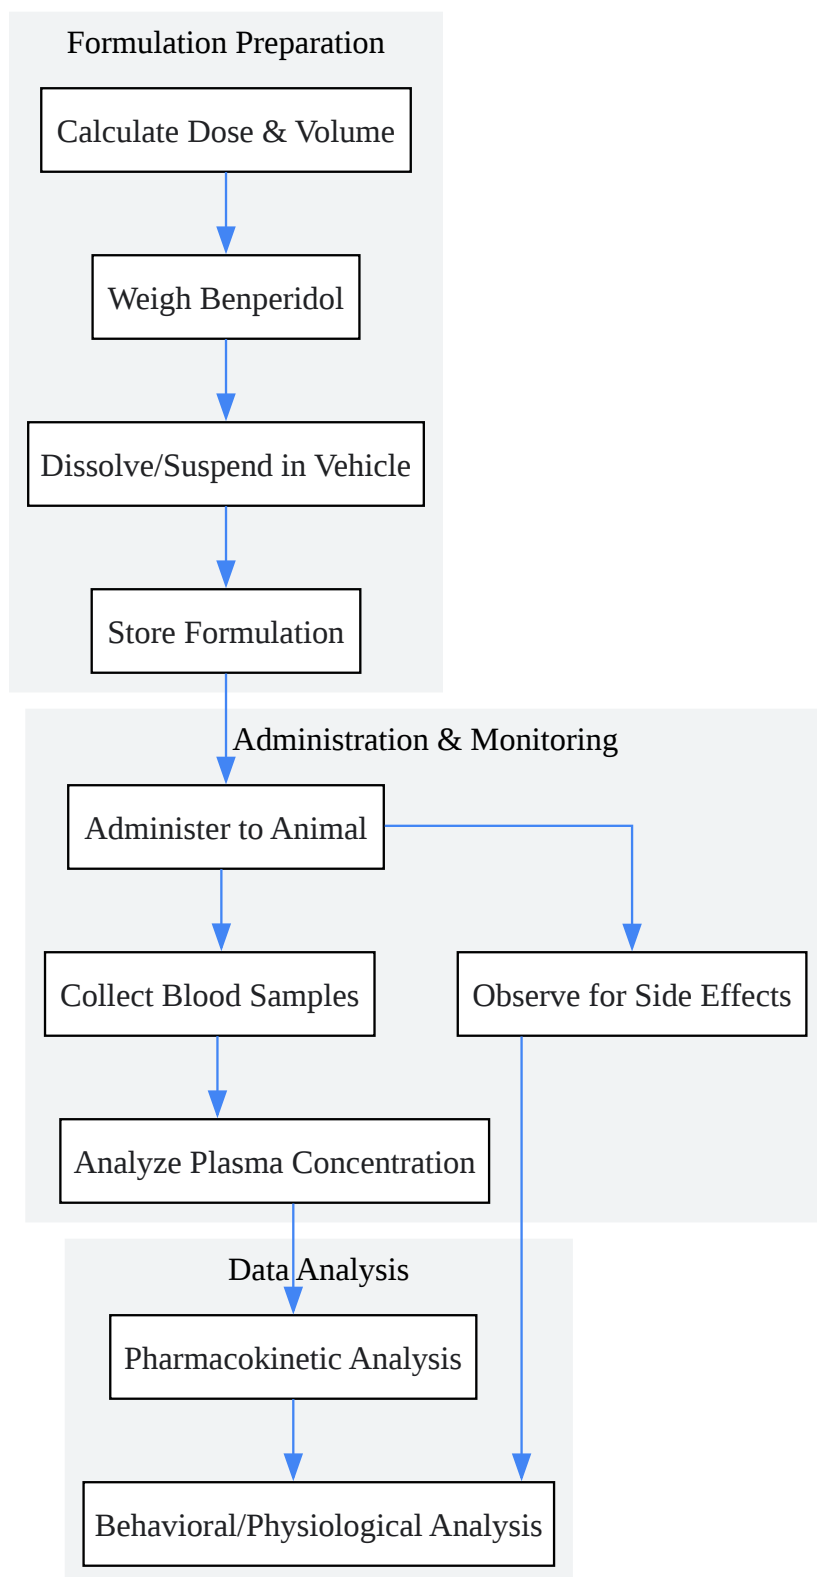 Formulation Preparation
Calculate Dose & Volume
Weigh Benperidol
Dissolve/Suspend in Vehicle
Store Formulation
Administration & Monitoring
Administer to Animal
Collect Blood Samples
Observe for Side Effects
Analyze Plasma Concentration
Data Analysis
Pharmacokinetic Analysis
Behavioral/Physiological Analysis